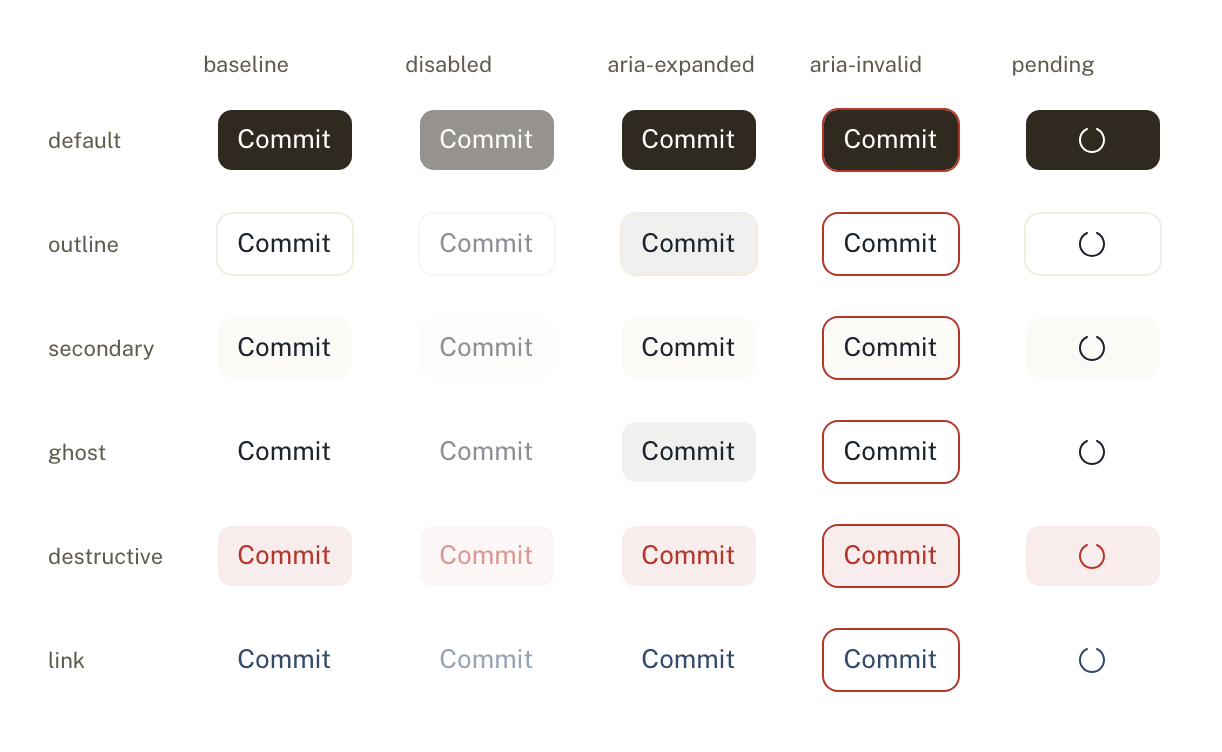 baseline disabled aria-expanded aria-invalid pending
default Commit Commit Commit Commit
outline Commit Commit Commit Commit
secondary Commit Commit Commit Commit
ghost Commit Commit Commit Commit
destructive Commit Commit Commit Commit
link Commit Commit Commit Commit